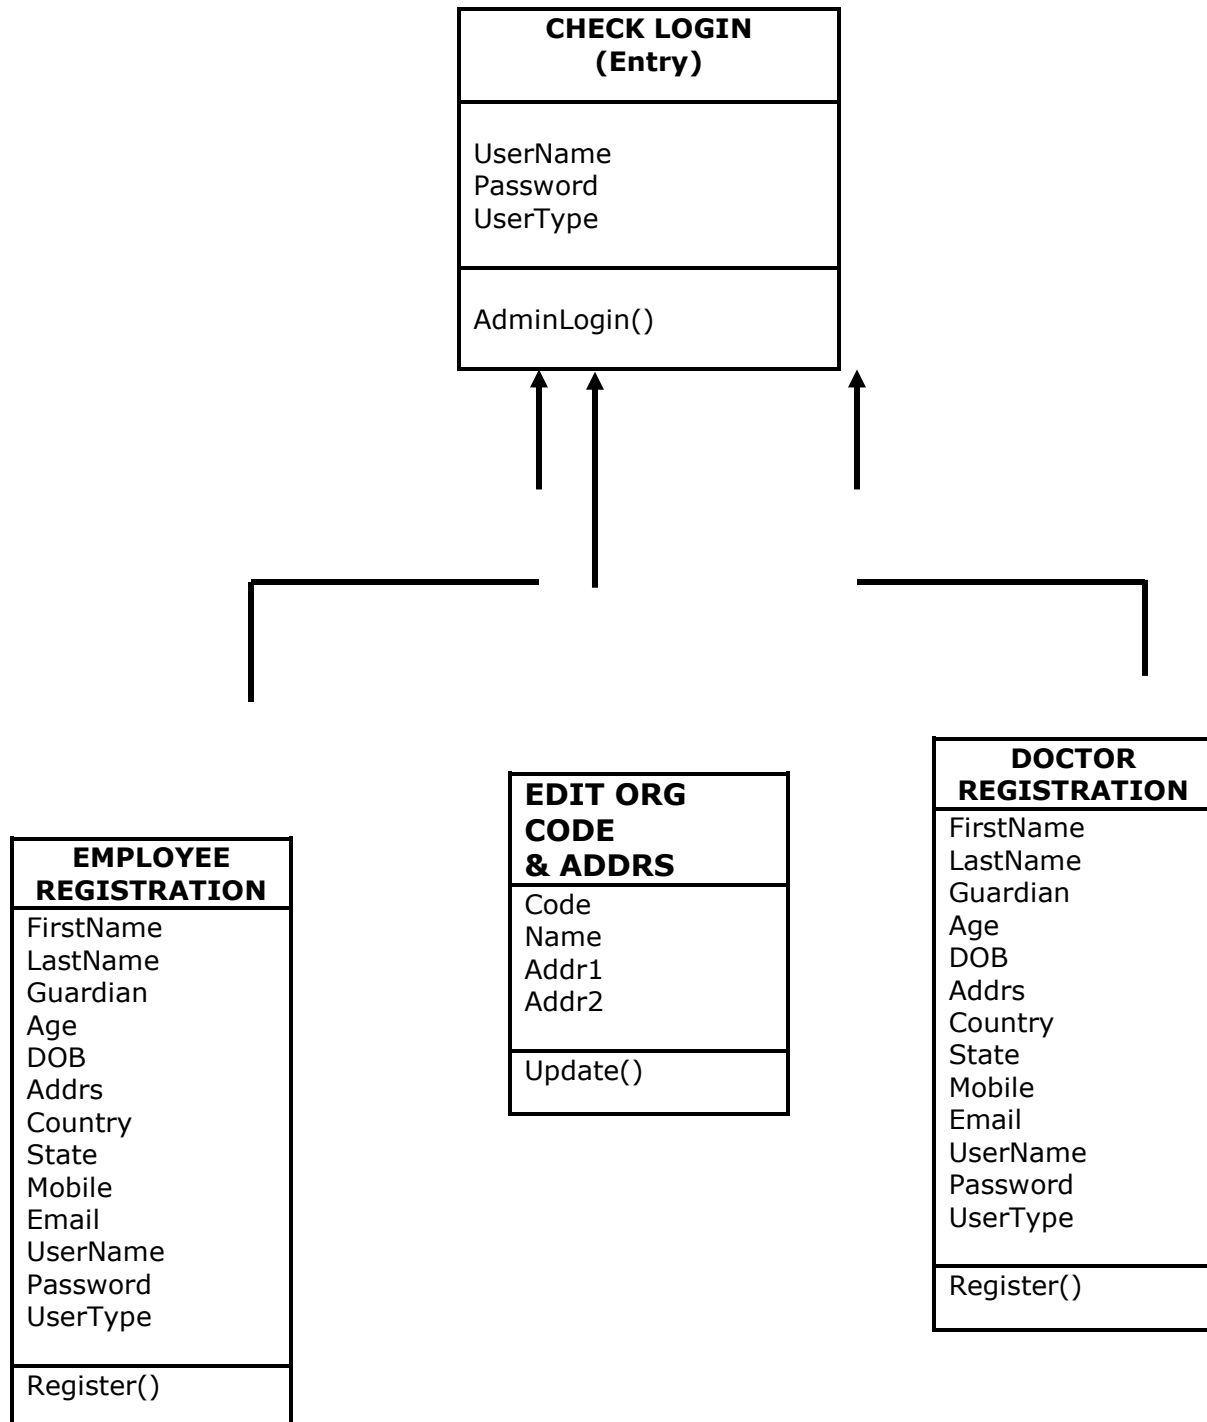 CHECK LOGIN
(Entry)
UserName
Password
UserType
AdminLogin()
EMPLOYEE
REGISTRATION
FirstName
LastName
Guardian
Age
DOB
Addrs
Country
State
Mobile
Email
UserName
Password
UserType
Register()
EDIT ORG
CODE
& ADDRS
Code
Name
Addr1
Addr2
Update()
DOCTOR
REGISTRATION
FirstName
LastName
Guardian
Age
DOB
Addrs
Country
State
Mobile
Email
UserName
Password
UserType
Register()